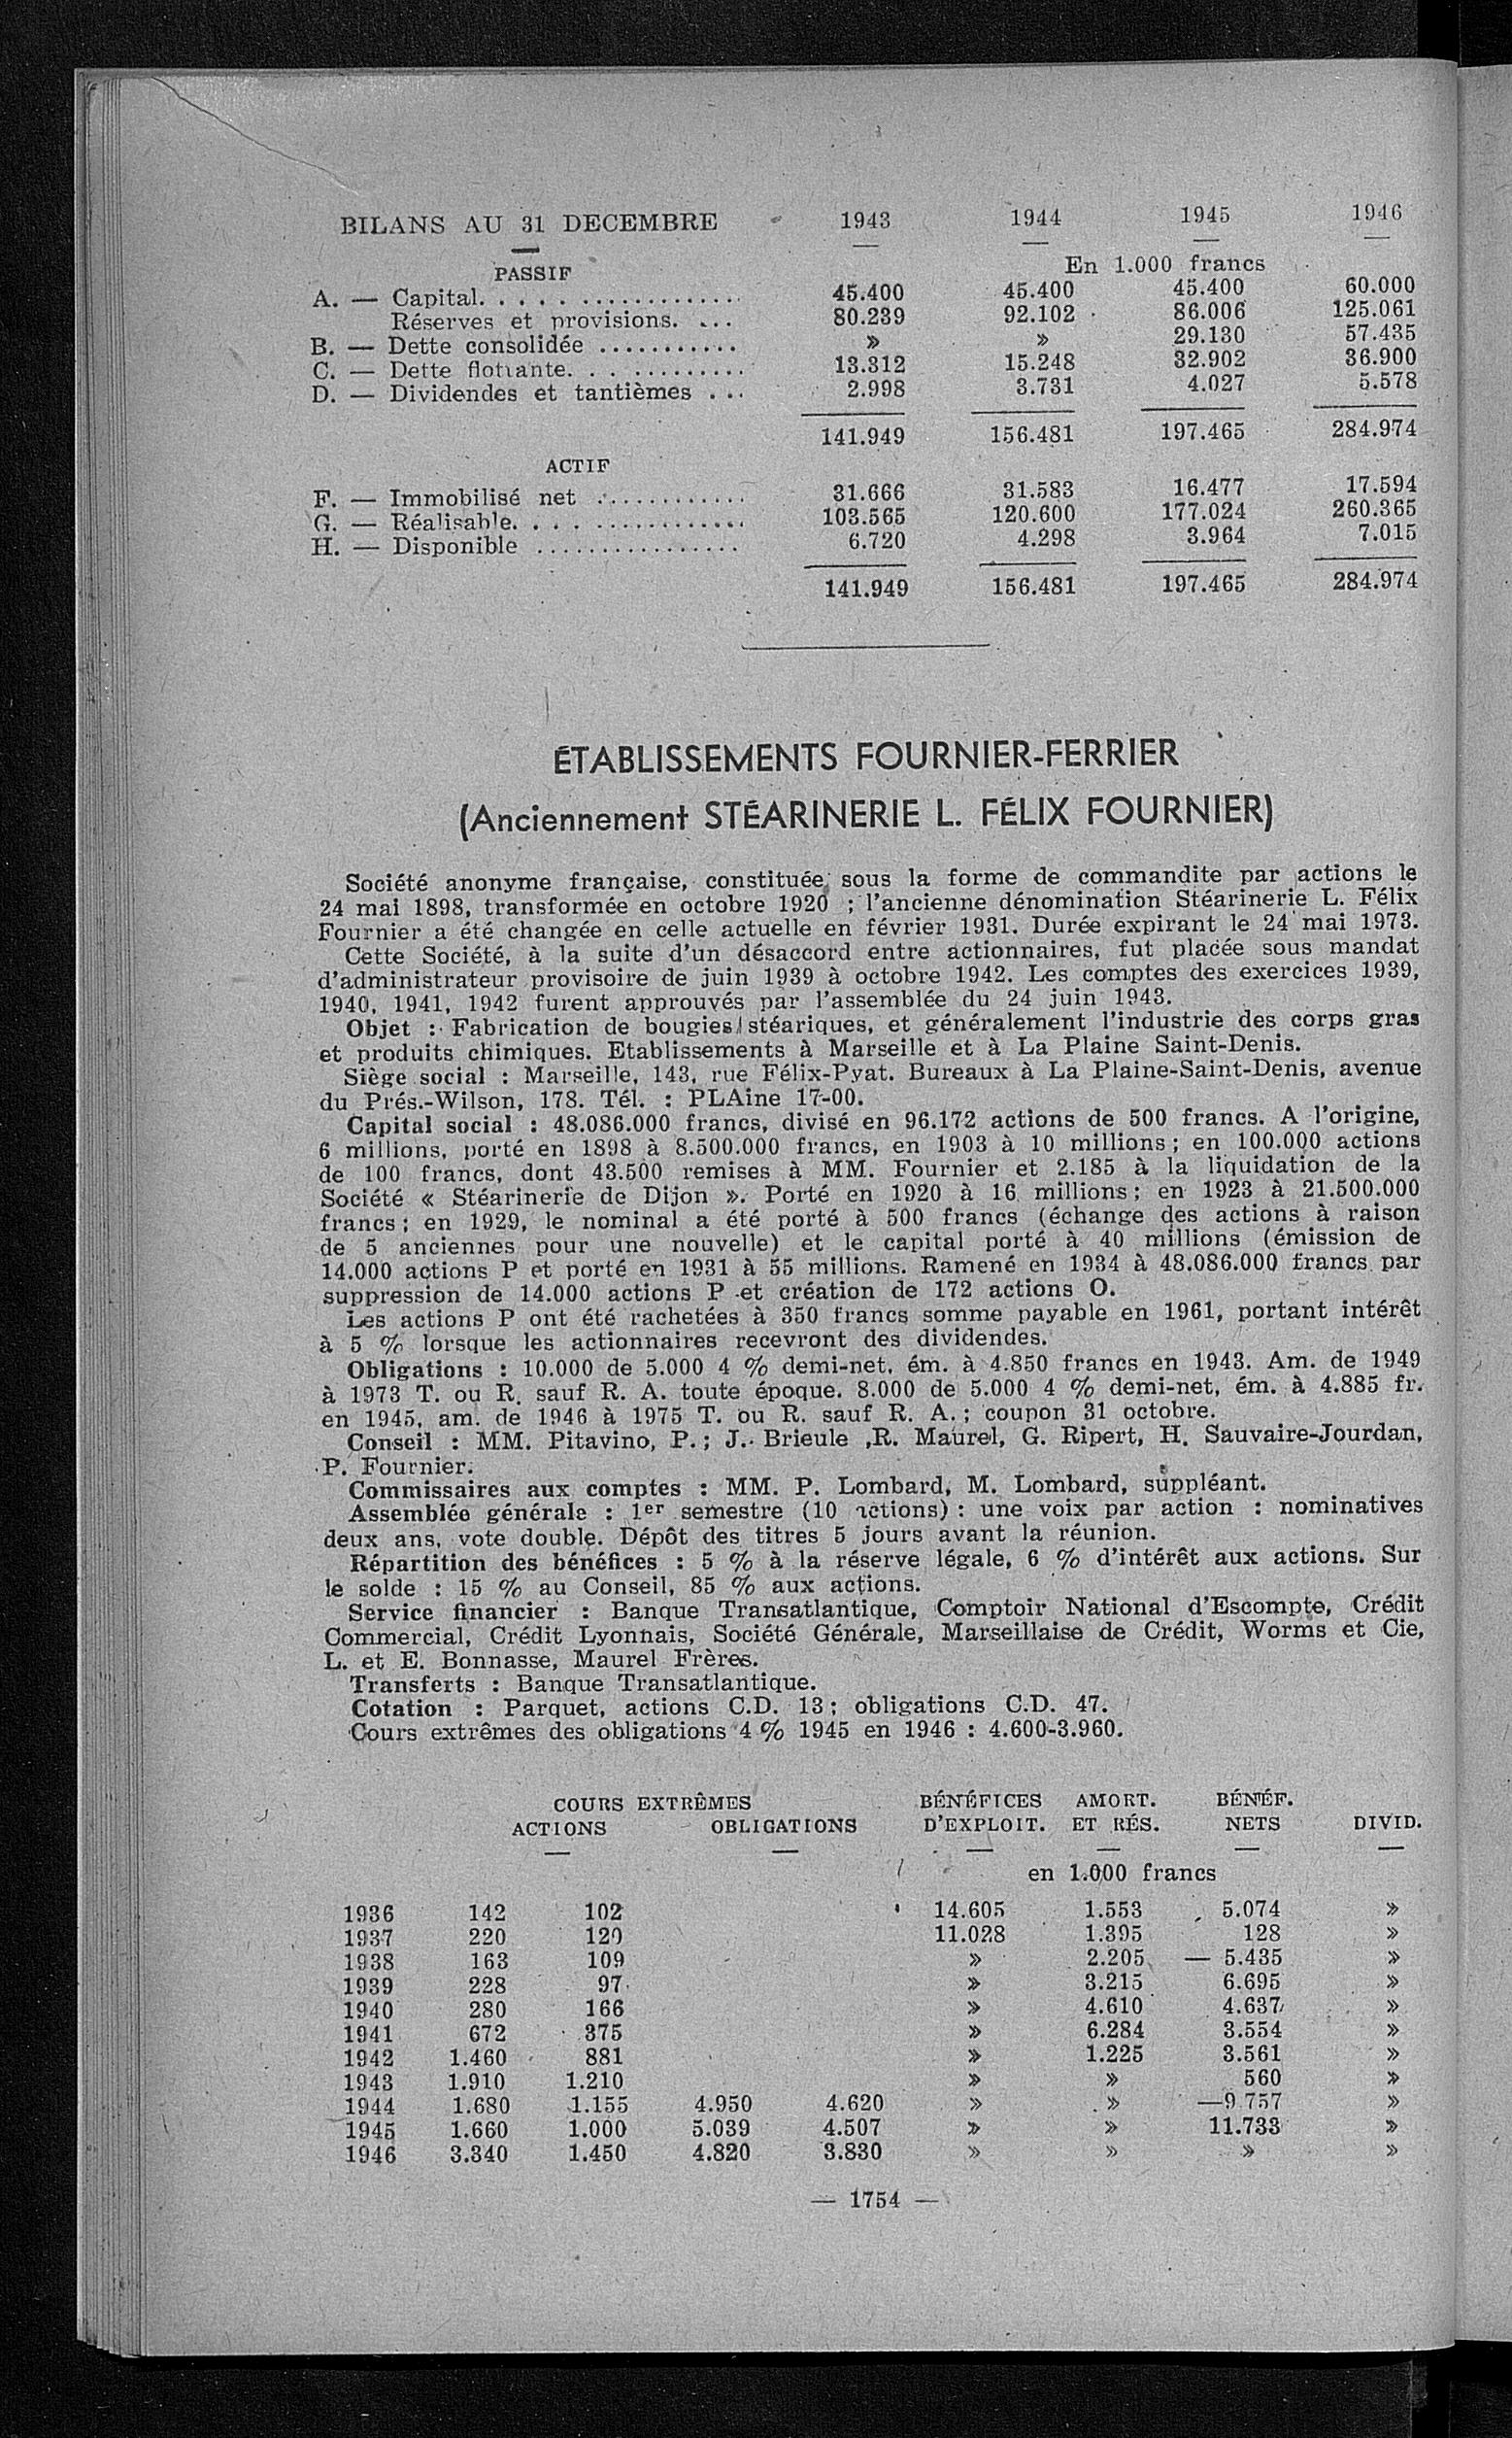 BILANS AU 31 DECEMBRE 1943 1944 1945 1946
PASSIF En 1.000 francs
A. — Capital. . . . . . . . . . . . . . . . 45.400 45.400 45.400 60.000
Réserves et provisions. . . . 80.239 92.102 86.006 125.061
B. — Dette consolidée . . . . . . . . . . . » » 29.130 57.435
C. — Dette flottante. . . . . . . . . . . . 13.312 15.248 32.902 36.900
D. — Dividendes et tantièmes . . . 2.998 3.731 4.027 5.578
141.949 156.481 197.465 284.974
ACTIF
F. — Immobilisé net . . . . . . . . . . . . 31.666 31.583 16.477 17.594
G. — Réalisable. . . . . . . . . . . . . . 103.565 120.600 177.024 260.365
H. — Disponible . . . . . . . . . . . . . . . . 6.720 4.298 3.964 7.015
141.949 156.481 197.465 284.974
ÉTABLISSEMENTS FOURNIER-FERRIER
(Anciennement STÉARINERIE L. FÉLIX FOURNIER)
Société anonyme française, constituée sous la forme de commandite par actions le
24 mai 1898, transformée en octobre 1920 ; l'ancienne dénomination Stéarinerie L. Félix
Fournier a été changée en celle actuelle en février 1931. Durée expirant le 24 mai 1973.
Cette Société, à la suite d'un désaccord entre actionnaires, fut placée sous mandat
d'administrateur provisoire de juin 1939 à octobre 1942. Les comptes des exercices 1939,
1940, 1941, 1942 furent approuvés par l'assemblée du 24 juin 1943.
Objet : Fabrication de bougies stéariques, et généralement l'industrie des corps gras
et produits chimiques. Etablissements à Marseille et à La Plaine Saint-Denis.
Siège social : Marseille, 143, rue Félix-Pyat. Bureaux à La Plaine-Saint-Denis, avenue
du Prés.-Wilson, 178. Tél. : PLAine 17-00.
Capital social : 48.086.000 francs, divisé en 96.172 actions de 500 francs. A l'origine,
6 millions, porté en 1898 à 8.500.000 francs, en 1903 à 10 millions ; en 100.000 actions
de 100 francs, dont 43.500 remises à MM. Fournier et 2.185 à la liquidation de la
Société « Stéarinerie de Dijon ». Porté en 1920 à 16 millions ; en 1923 à 21.500.000
francs ; en 1929, le nominal a été porté à 500 francs (échange des actions à raison
de 5 anciennes pour une nouvelle) et le capital porté à 40 millions (émission de
14.000 actions P et porté en 1931 à 55 millions. Ramené en 1934 à 48.086.000 francs par
suppression de 14.000 actions P et création de 172 actions O.
Les actions P ont été rachetées à 350 francs somme payable en 1961, portant intérêt
à 5 % lorsque les actionnaires recevront des dividendes.
Obligations : 10.000 de 5.000 4 % demi-net, ém. à 4.850 francs en 1943. Am. de 1949
à 1973 T. ou R. sauf R. A. toute époque. 8.000 de 5.000 4 % demi-net, ém. à 4.885 fr.
en 1945, am. de 1946 à 1975 T. ou R. sauf R. A. ; coupon 31 octobre.
Conseil : MM. Pitavino, P. ; J. Brieule ,R. Maurel, G. Ripert, H. Sauvaire-Jourdan,
P. Fournier.
Commissaires aux comptes : MM. P. Lombard, M. Lombard, suppléant.
Assemblée générale : 1er semestre (10 actions) : une voix par action : nominatives
deux ans, vote double. Dépôt des titres 5 jours avant la réunion.
Répartition des bénéfices : 5 % à la réserve légale, 6 % d'intérêt aux actions. Sur
le solde : 15 % au Conseil, 85 % aux actions.
Service financier : Banque Transatlantique, Comptoir National d'Escompte, Crédit
Commercial, Crédit Lyonnais, Société Générale, Marseillaise de Crédit, Worms et Cie,
L. et E. Bonnasse, Maurel Frères.
Transferts : Banque Transatlantique.
Cotation : Parquet, actions C.D. 13 ; obligations C.D. 47.
Cours extrêmes des obligations 4 % 1945 en 1946 : 4.600-3.960.
COURS EXTRÊMES BÉNÉFICES AMORT. BÉNÉF.
ACTIONS OBLIGATIONS D'EXPLOIT. ET RÉS. NETS DIVID.
en 1.000 francs
1936 142 102 14.605 1.553 5.074 »
1937 220 120 11.028 1.395 128 »
1938 163 109 » 2.205 — 5.435 »
1939 228 97 » 3.215 6.695 »
1940 280 166 » 4.610 4.637 »
1941 672 375 » 6.284 3.554 »
1942 1.460 881 » 1.225 3.561 »
1943 1.910 1.210 » » 560 »
1944 1.680 1.155 4.950 4.620 » » —9.757 »
1945 1.660 1.000 5.039 4.507 » » 11.733 »
1946 3.340 1.450 4.820 3.830 » » » »
— 1754 —